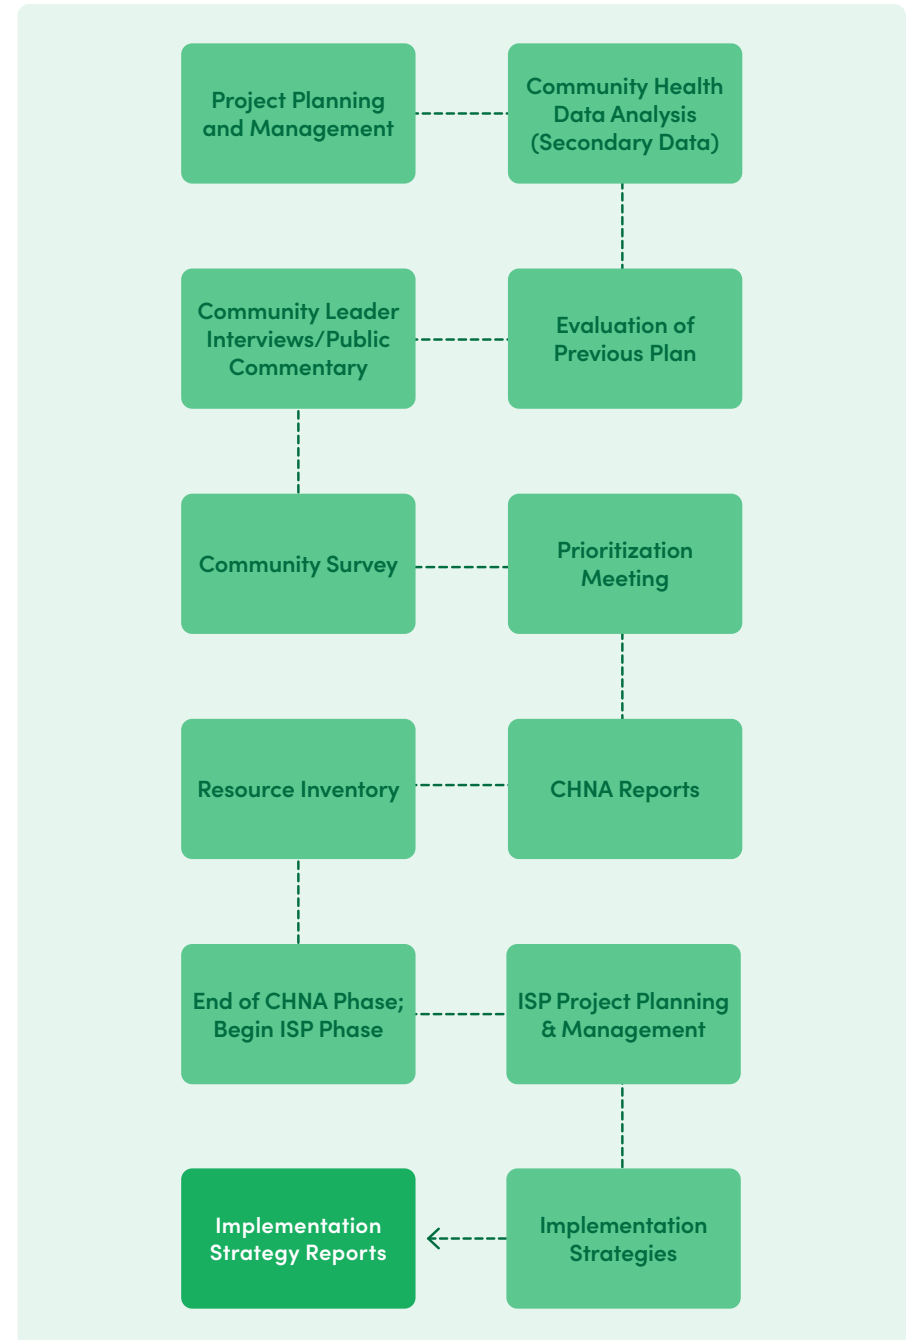 Project Planning
and Management
Community Health
Data Analysis
(Secondary Data)
Community Leader
Interviews/Public
Commentary
Evaluation of
Previous Plan
Community Survey
Prioritization
Meeting
Resource Inventory
CHNA Reports
End of CHNA Phase;
Begin ISP Phase
ISP Project Planning
& Management
Implementation
Strategy Reports
Implementation
Strategies